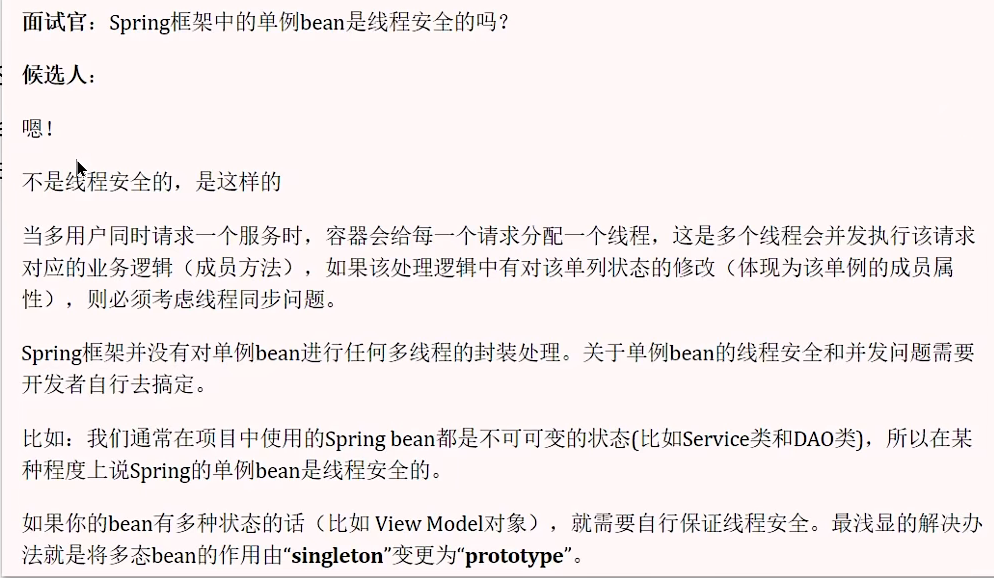 面试官：Spring框架中的单例bean是线程安全的吗？
候选人：
嗯！
不是线程安全的，是这样的
当多用户同时请求一个服务时，容器会给每一个请求分配一个线程，这是多个线程会并发执行该请求
对应的业务逻辑（成员方法），如果该处理逻辑中有对该单列状态的修改（体现为该单例的成员属
性），则必须考虑线程同步问题。
Spring框架并没有对单例bean进行任何多线程的封装处理。关于单例bean的线程安全和并发问题需要
开发者自行去搞定。
比如：我们通常在项目中使用的Spring bean都是不可可变的状态(比如Service类和DAO类)，所以在某
种程度上说Spring的单例bean是线程安全的。
如果你的bean有多种状态的话（比如 View Model对象），就需要自行保证线程安全。最浅显的解决办
法就是将多态bean的作用由“singleton”变更为“prototype”。